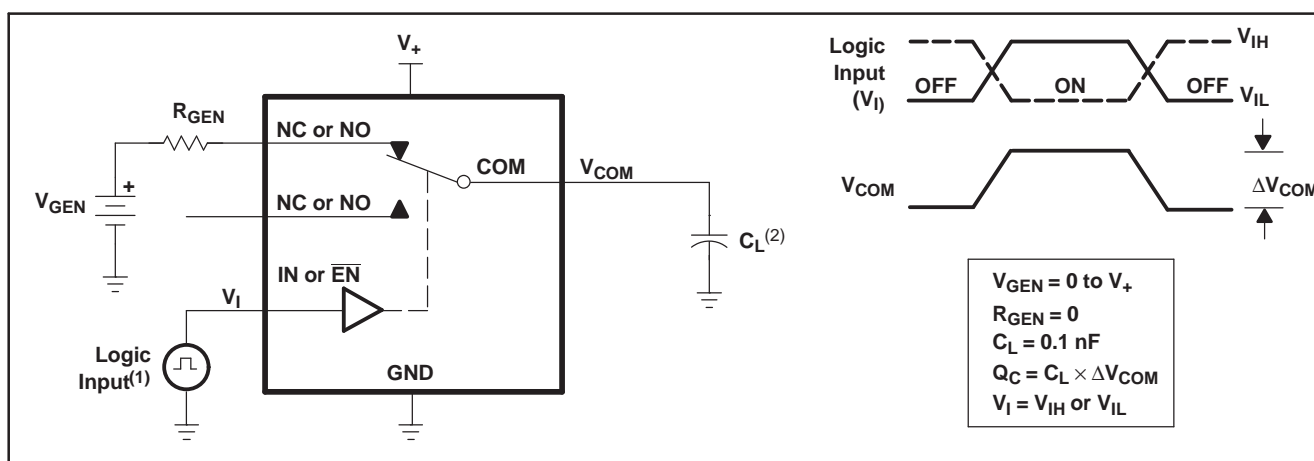 V+
RGEN
NC or NO
COM
VCOM
VGEN
+
NC or NO
CL(2)
IN or E̅N̅
VI
Logic
Input(1)
GND
Logic
Input
(VI)
VIH
OFF
ON
OFF
VIL
VCOM
ΔVCOM
VGEN = 0 to V+
RGEN = 0
CL = 0.1 nF
QC = CL × ΔVCOM
VI = VIH or VIL